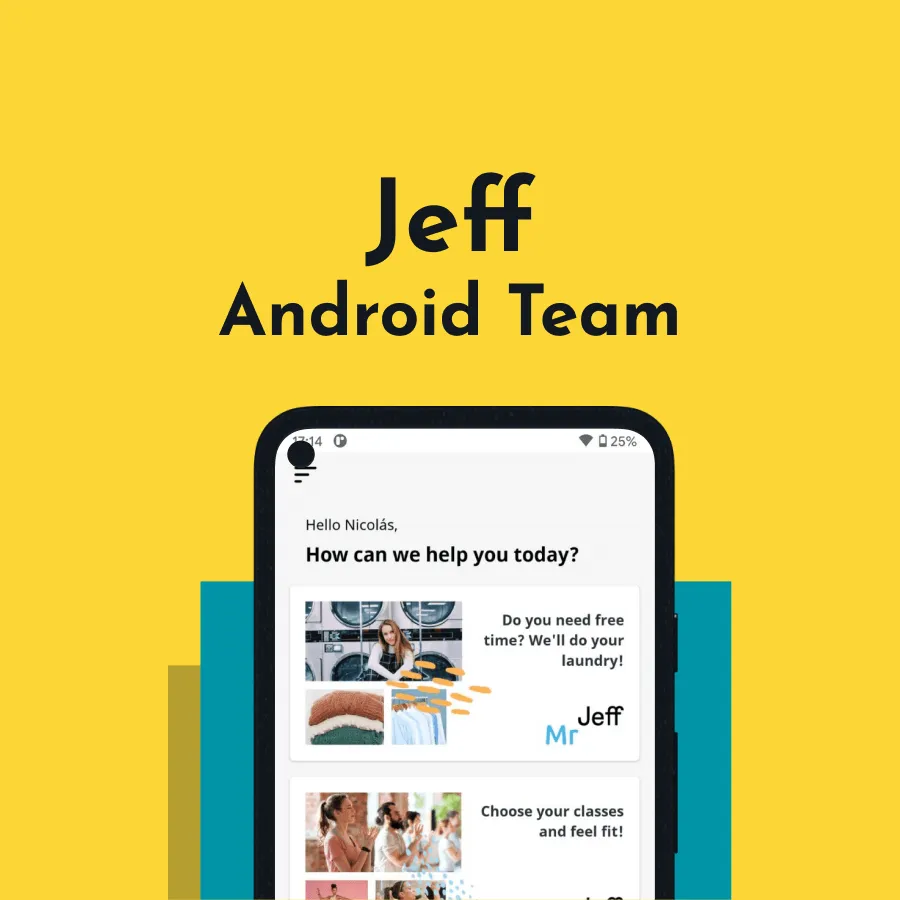 Jeff
Android Team
17:14
25%
Hello Nicolás,
How can we help you today?
Do you need free
time? We'll do your
laundry!
Jeff
Mr
Choose your classes
and feel fit!